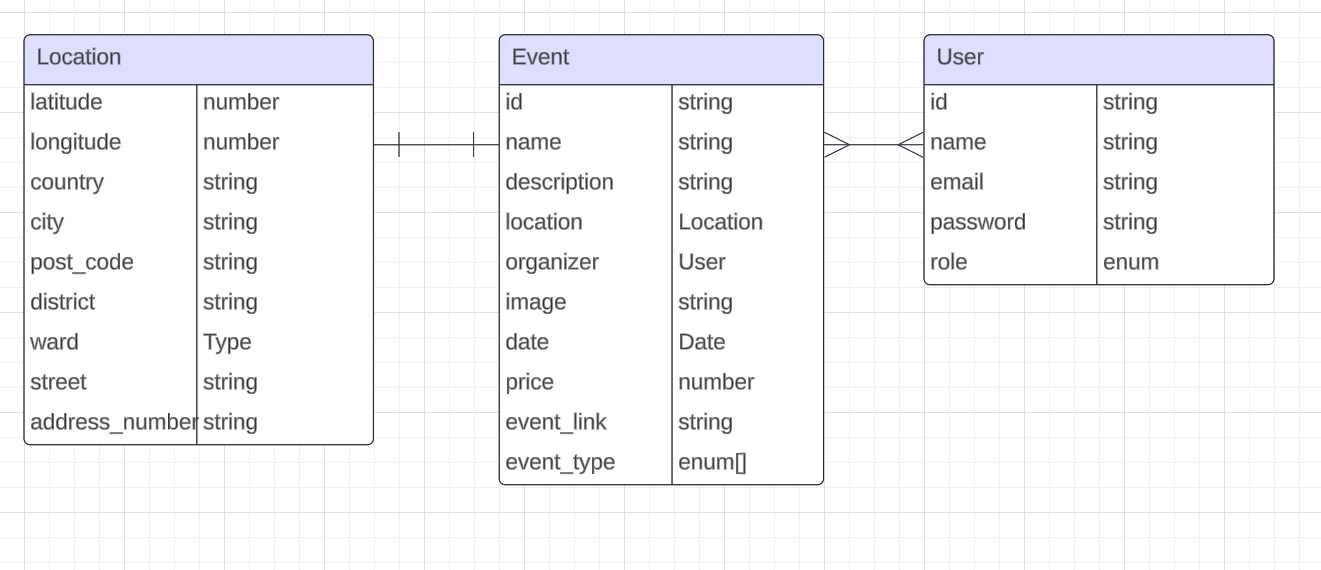 Location
latitude number
longitude number
country string
city string
post_code string
district string
ward Type
street string
address_number string
Event
id string
name string
description string
location Location
organizer User
image string
date Date
price number
event_link string
event_type enum[]
User
id string
name string
email string
password string
role enum